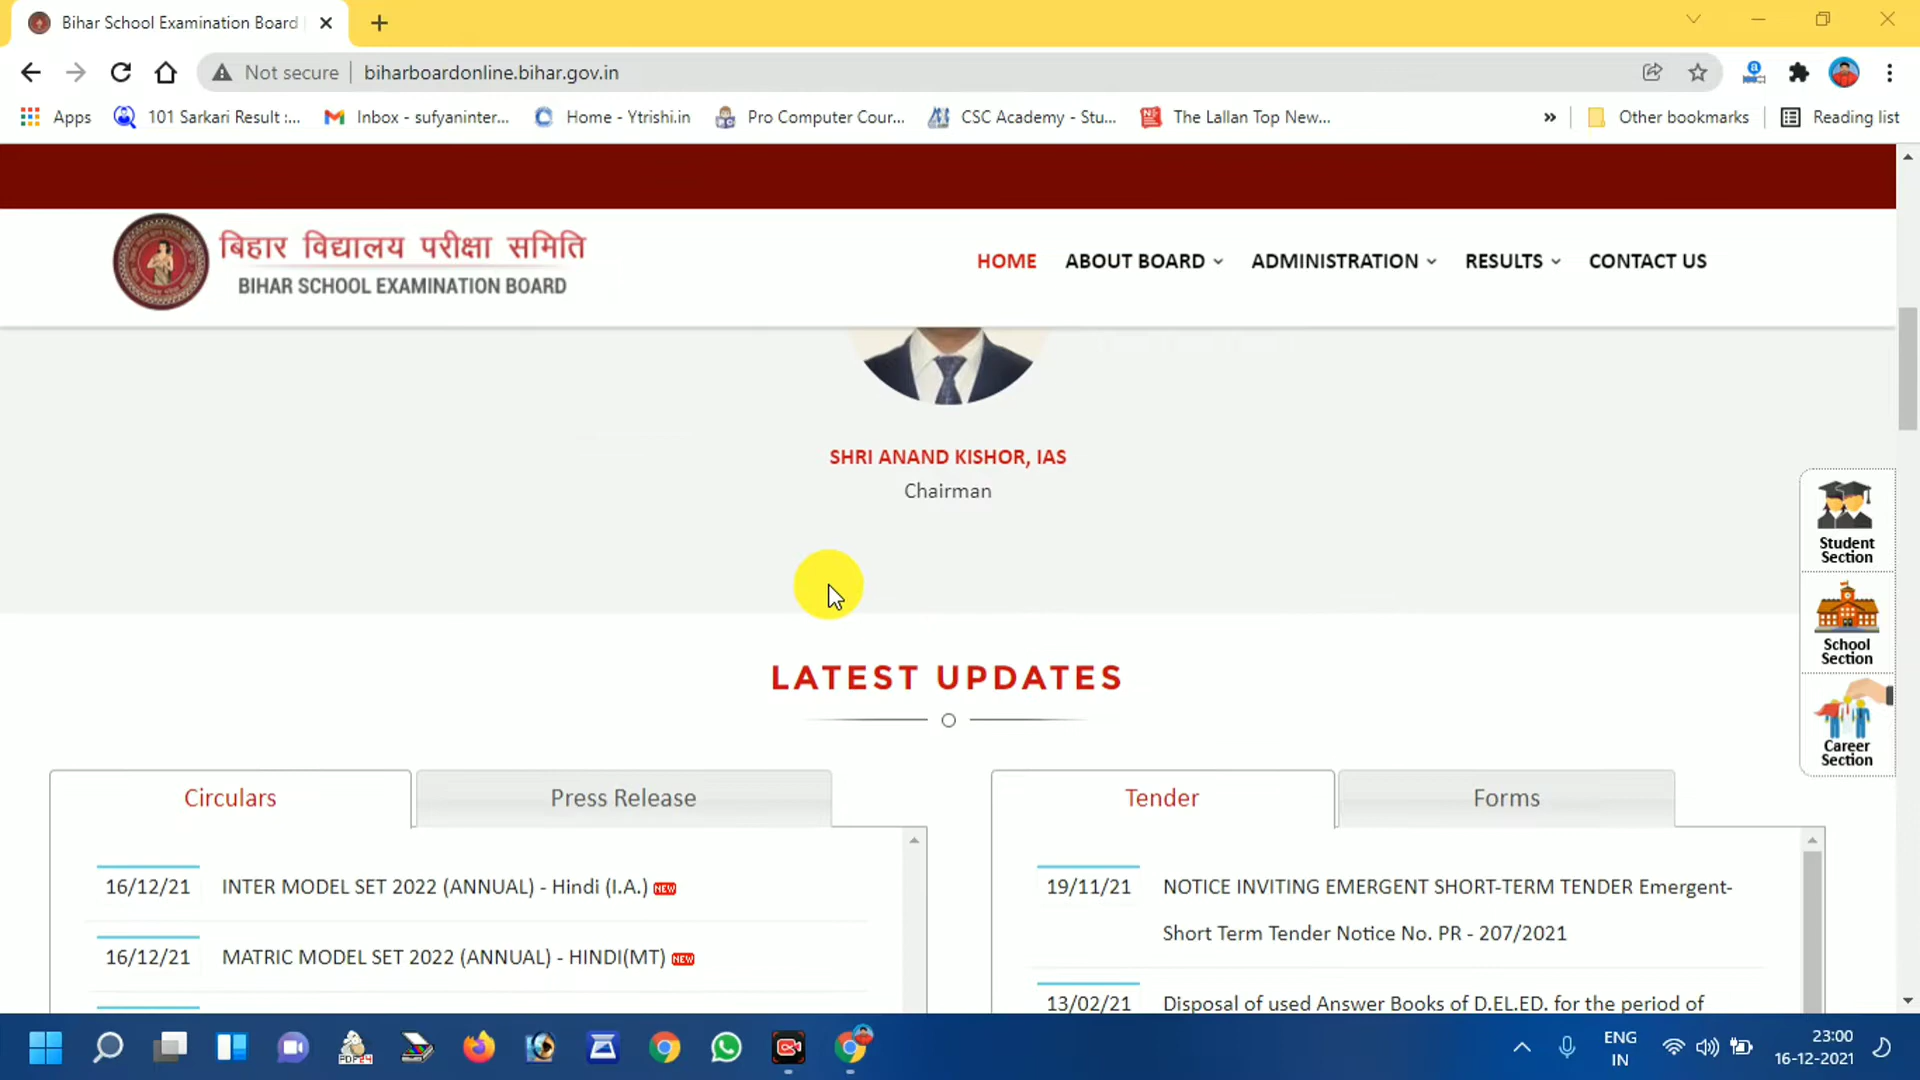 Bihar School Examination Board
Not secure
biharboardonline.bihar.gov.in
Apps
101 Sarkari Result :...
Inbox - sufyaninter...
Home - Ytrishi.in
Pro Computer Cour...
CSC Academy - Stu...
The Lallan Top New...
»
Other bookmarks
Reading list
बिहार विद्यालय परीक्षा समिति
BIHAR SCHOOL EXAMINATION BOARD
HOME
ABOUT BOARD
ADMINISTRATION
RESULTS
CONTACT US
SHRI ANAND KISHOR, IAS
Chairman
Student
Section
School
Section
Career
Section
LATEST UPDATES
Circulars
Press Release
16/12/21 INTER MODEL SET 2022 (ANNUAL) - Hindi (I.A.) NEW
16/12/21 MATRIC MODEL SET 2022 (ANNUAL) - HINDI(MT) NEW
Tender
Forms
19/11/21 NOTICE INVITING EMERGENT SHORT-TERM TENDER Emergent-
Short Term Tender Notice No. PR - 207/2021
13/02/21 Disposal of used Answer Books of D.EL.ED. for the period of
PDF24
ENG
IN
23:00
16-12-2021